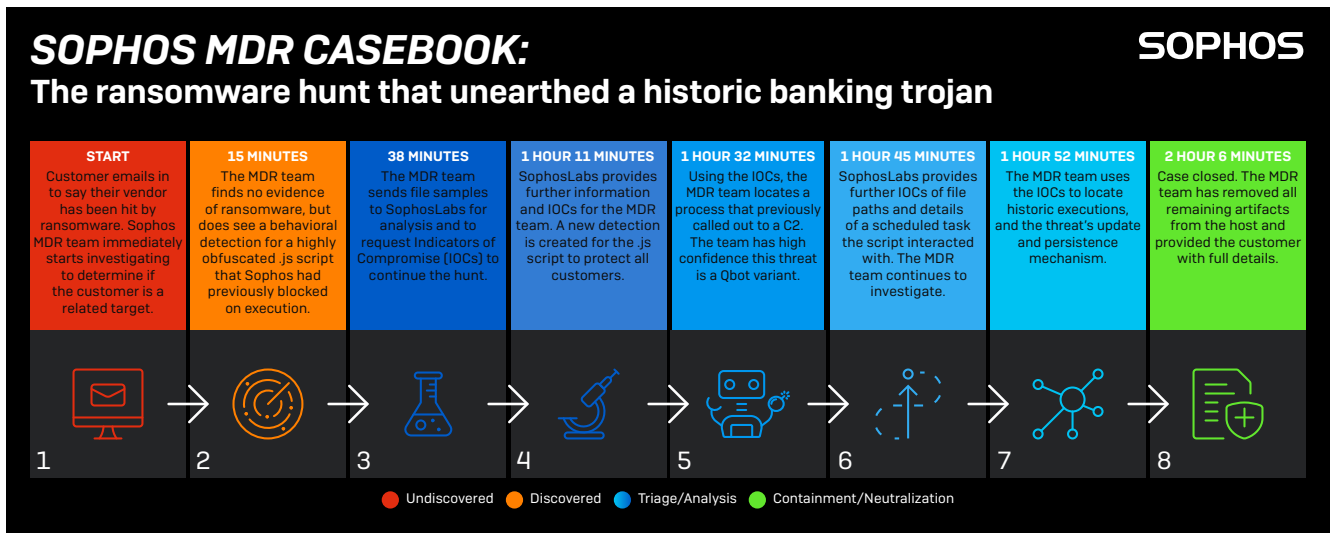 SOPHOS MDR CASEBOOK:
SOPHOS
The ransomware hunt that unearthed a historic banking trojan
START
Customer emails in
to say their vendor
has been hit by
ransomware. Sophos
MDR team immediately
starts investigating
to determine if
the customer is a
related target.
15 MINUTES
The MDR team
finds no evidence
of ransomware, but
does see a behavioral
detection for a highly
obfuscated .js script
that Sophos had
previously blocked
on execution.
38 MINUTES
The MDR team
sends file samples
to SophosLabs for
analysis and to
request Indicators of
Compromise (IOCs) to
continue the hunt.
1 HOUR 11 MINUTES
SophosLabs provides
further information
and IOCs for the MDR
team. A new detection
is created for the .js
script to protect all
customers.
1 HOUR 32 MINUTES
Using the IOCs, the
MDR team locates a
process that previously
called out to a C2.
The team has high
confidence this threat
is a Qbot variant.
1 HOUR 45 MINUTES
SophosLabs provides
further IOCs of file
paths and details
of a scheduled task
the script interacted
with. The MDR
team continues to
investigate.
1 HOUR 52 MINUTES
The MDR team uses
the IOCs to locate
historic executions,
and the threat's update
and persistence
mechanism.
2 HOUR 6 MINUTES
Case closed. The MDR
team has removed all
remaining artifacts
from the host and
provided the customer
with full details.
1
2
3
4
5
6
7
8
Undiscovered
Discovered
Triage/Analysis
Containment/Neutralization